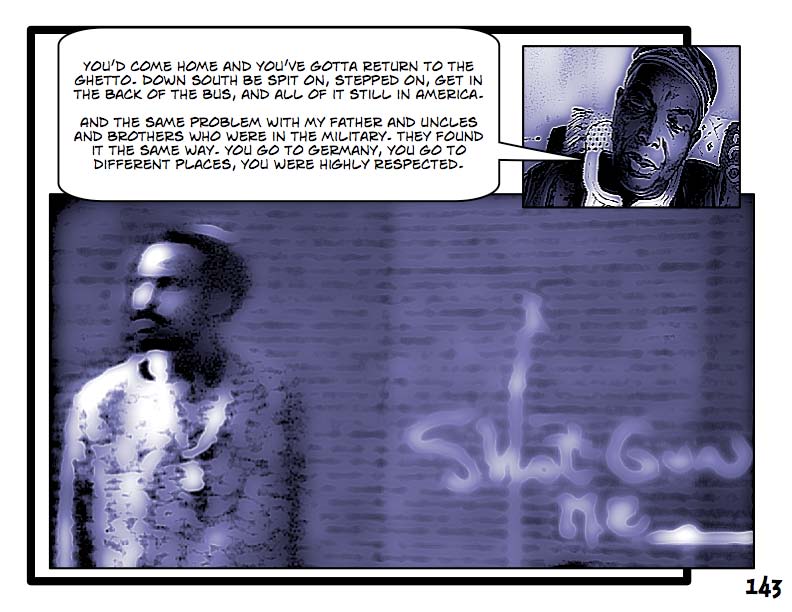 YOU'D COME HOME AND YOU'VE GOTTA RETURN TO THE
GHETTO. DOWN SOUTH BE SPIT ON, STEPPED ON, GET IN
THE BACK OF THE BUS, AND ALL OF IT STILL IN AMERICA.
AND THE SAME PROBLEM WITH MY FATHER AND UNCLES
AND BROTHERS WHO WERE IN THE MILITARY. THEY FOUND
IT THE SAME WAY. YOU GO TO GERMANY, YOU GO TO
DIFFERENT PLACES, YOU WERE HIGHLY RESPECTED.
Shot Gun
ne
143